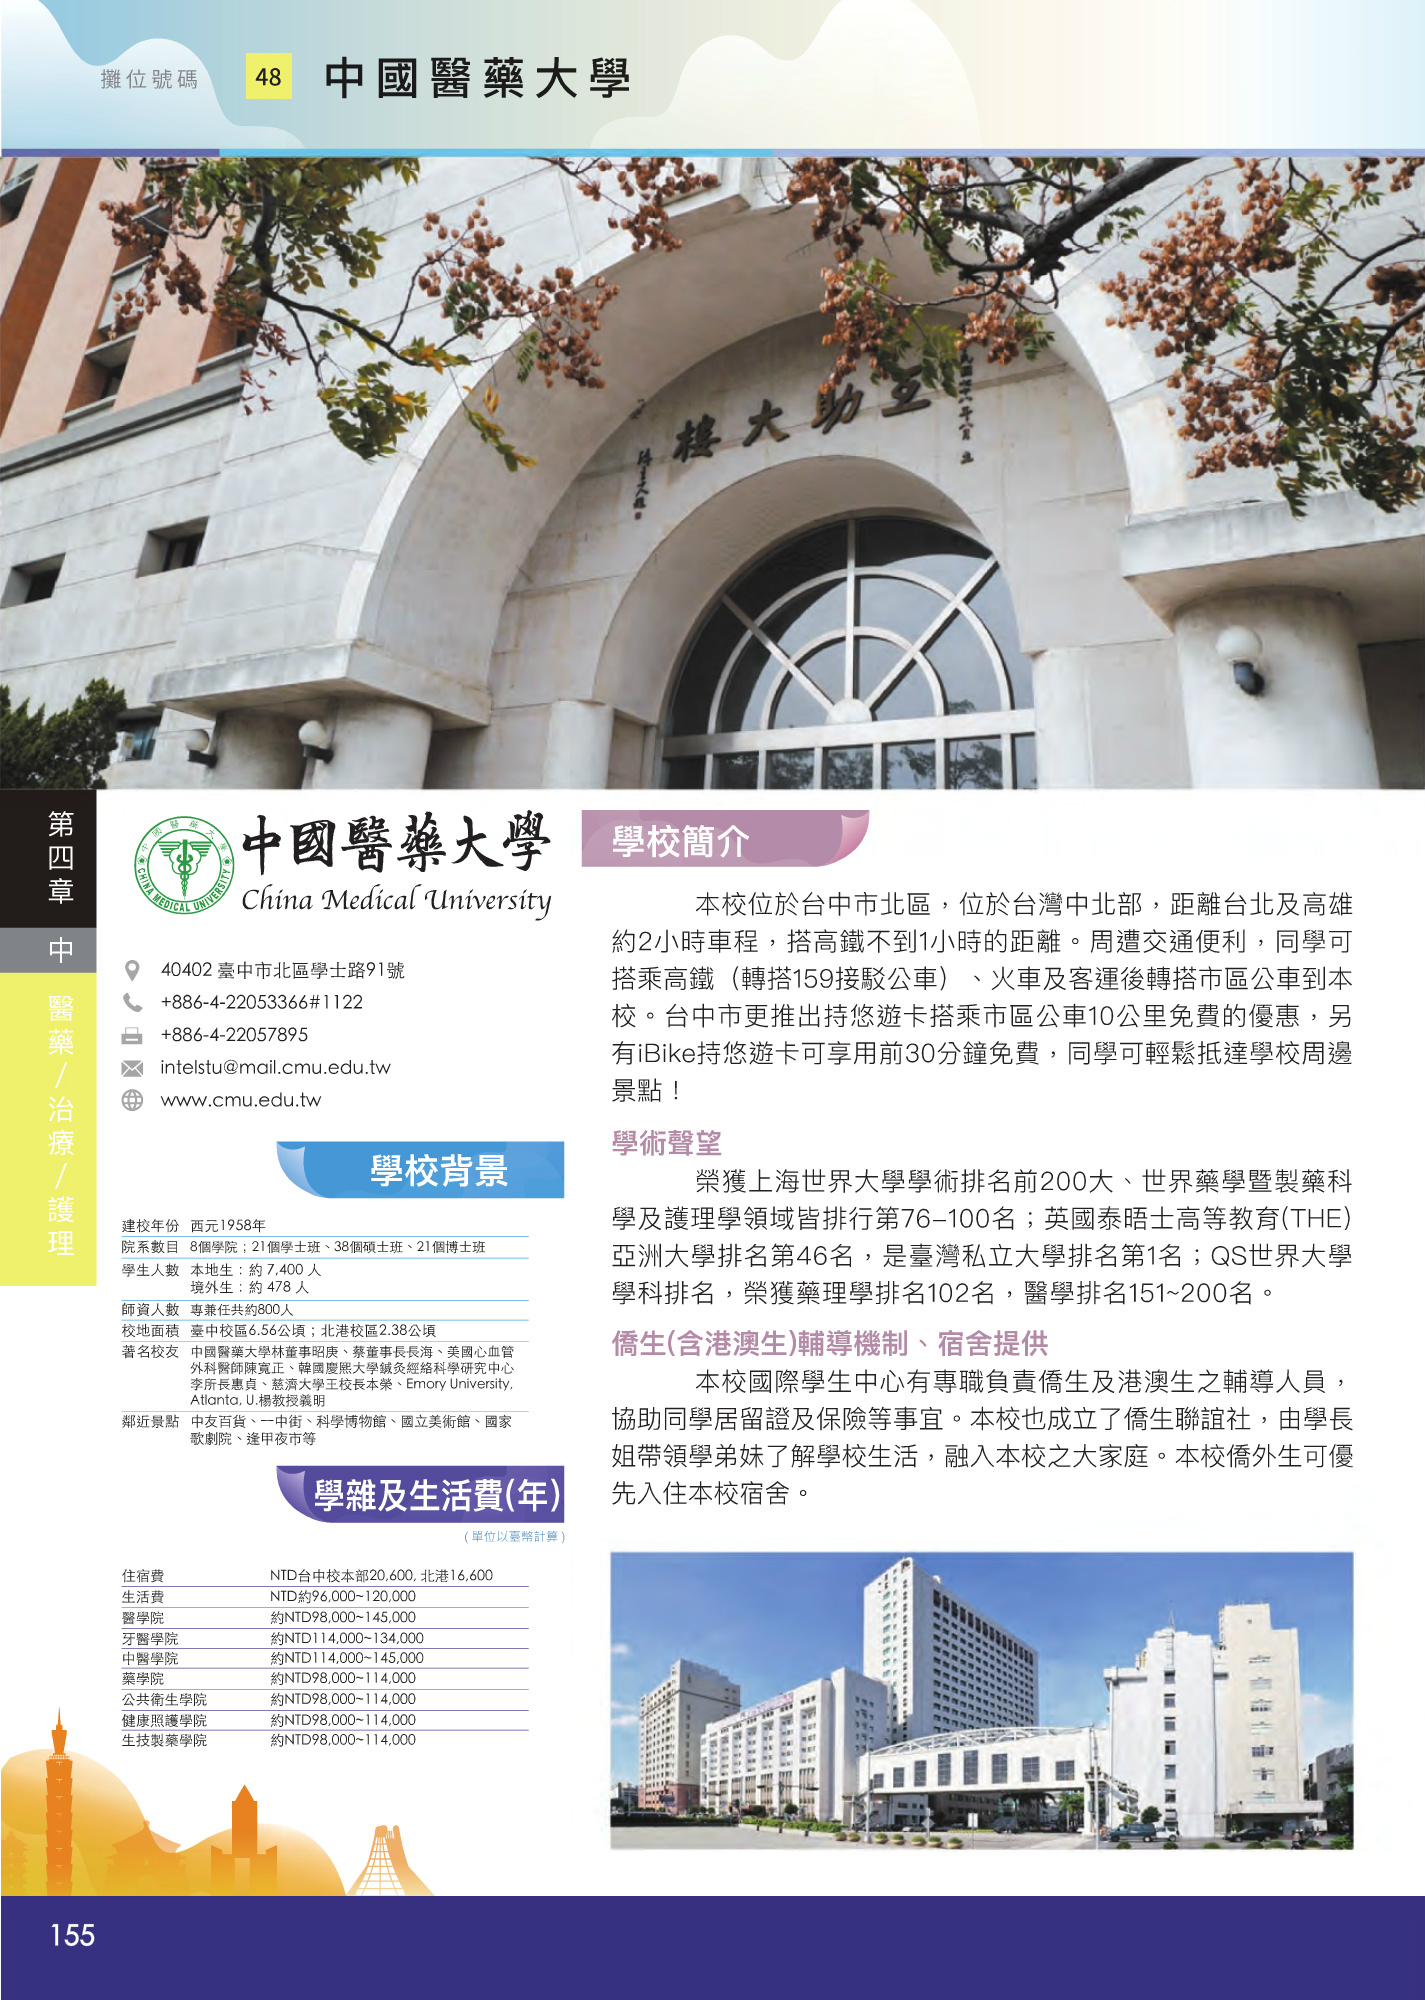 攤位號碼 48 中國醫藥大學
互助大樓
第四章
中
醫藥/治療/護理
中國醫藥大學
CHINA MEDICAL UNIVERSITY
中國醫藥大學
China Medical University
40402 臺中市北區學士路91號
+886-4-22053366#1122
+886-4-22057895
intelstu@mail.cmu.edu.tw
www.cmu.edu.tw
學校背景
建校年份 西元1958年
院系數目 8個學院；21個學士班、38個碩士班、21個博士班
學生人數 本地生：約 7,400 人
境外生：約 478 人
師資人數 專兼任共約800人
校地面積 臺中校區6.56公頃；北港校區2.38公頃
著名校友 中國醫藥大學林董事昭庚、蔡董事長長海、美國心血管
外科醫師陳寬正、韓國慶熙大學鍼灸經絡科學研究中心
李所長惠貞、慈濟大學王校長本榮、Emory University,
Atlanta, U.楊教授義明
鄰近景點 中友百貨、一中街、科學博物館、國立美術館、國家
歌劇院、逢甲夜市等
學雜及生活費(年)
(單位以臺幣計算)
住宿費 NTD台中校本部20,600, 北港16,600
生活費 NTD約96,000~120,000
醫學院 約NTD98,000~145,000
牙醫學院 約NTD114,000~134,000
中醫學院 約NTD114,000~145,000
藥學院 約NTD98,000~114,000
公共衛生學院 約NTD98,000~114,000
健康照護學院 約NTD98,000~114,000
生技製藥學院 約NTD98,000~114,000
學校簡介
本校位於台中市北區，位於台灣中北部，距離台北及高雄
約2小時車程，搭高鐵不到1小時的距離。周遭交通便利，同學可
搭乘高鐵（轉搭159接駁公車）、火車及客運後轉搭市區公車到本
校。台中市更推出持悠遊卡搭乘市區公車10公里免費的優惠，另
有iBike持悠遊卡可享用前30分鐘免費，同學可輕鬆抵達學校周邊
景點！
學術聲望
榮獲上海世界大學學術排名前200大、世界藥學暨製藥科
學及護理學領域皆排行第76–100名；英國泰晤士高等教育(THE)
亞洲大學排名第46名，是臺灣私立大學排名第1名；QS世界大學
學科排名，榮獲藥理學排名102名，醫學排名151~200名。
僑生(含港澳生)輔導機制、宿舍提供
本校國際學生中心有專職負責僑生及港澳生之輔導人員，
協助同學居留證及保險等事宜。本校也成立了僑生聯誼社，由學長
姐帶領學弟妹了解學校生活，融入本校之大家庭。本校僑外生可優
先入住本校宿舍。
155